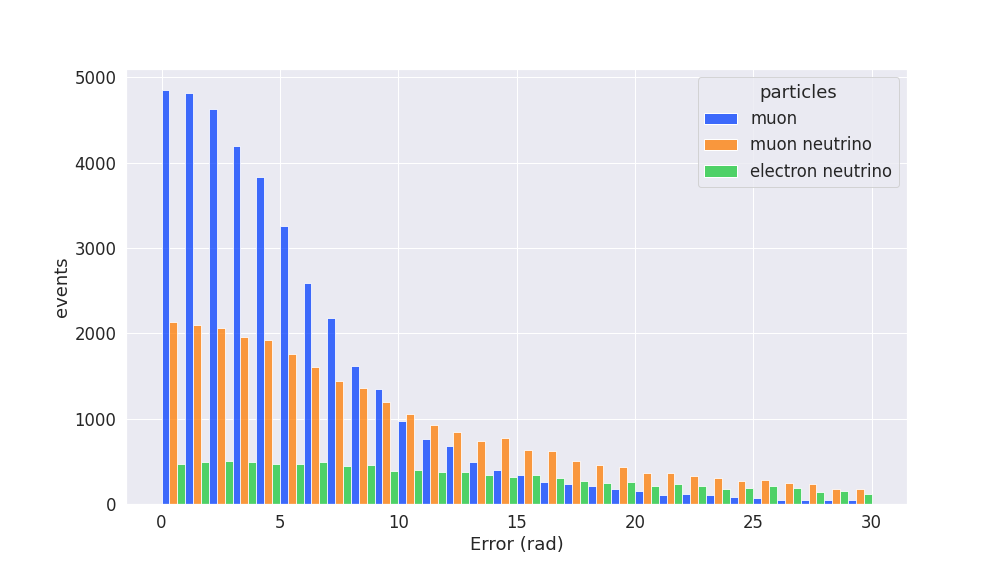 5000
4000
3000
2000
1000
0
events
0 5 10 15 20 25 30
Error (rad)
particles
muon
muon neutrino
electron neutrino